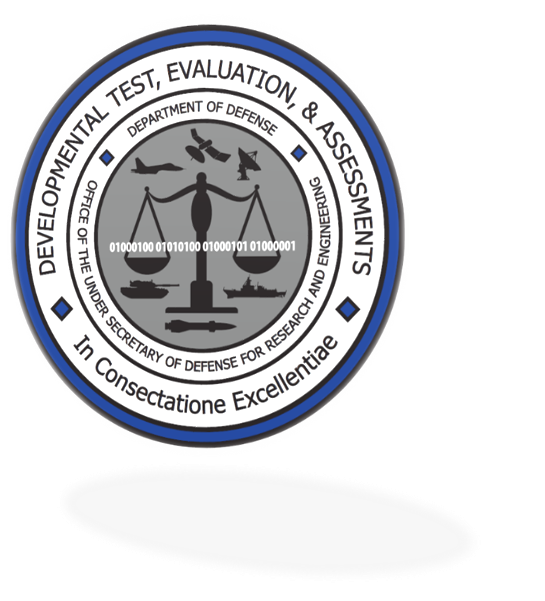 DEVELOPMENTAL TEST, EVALUATION, & ASSESSMENTS
DEPARTMENT OF DEFENSE
01000100 01010100 01000101 01000001
OFFICE OF THE UNDER SECRETARY OF DEFENSE FOR RESEARCH AND ENGINEERING
In Consectatione Excellentiae